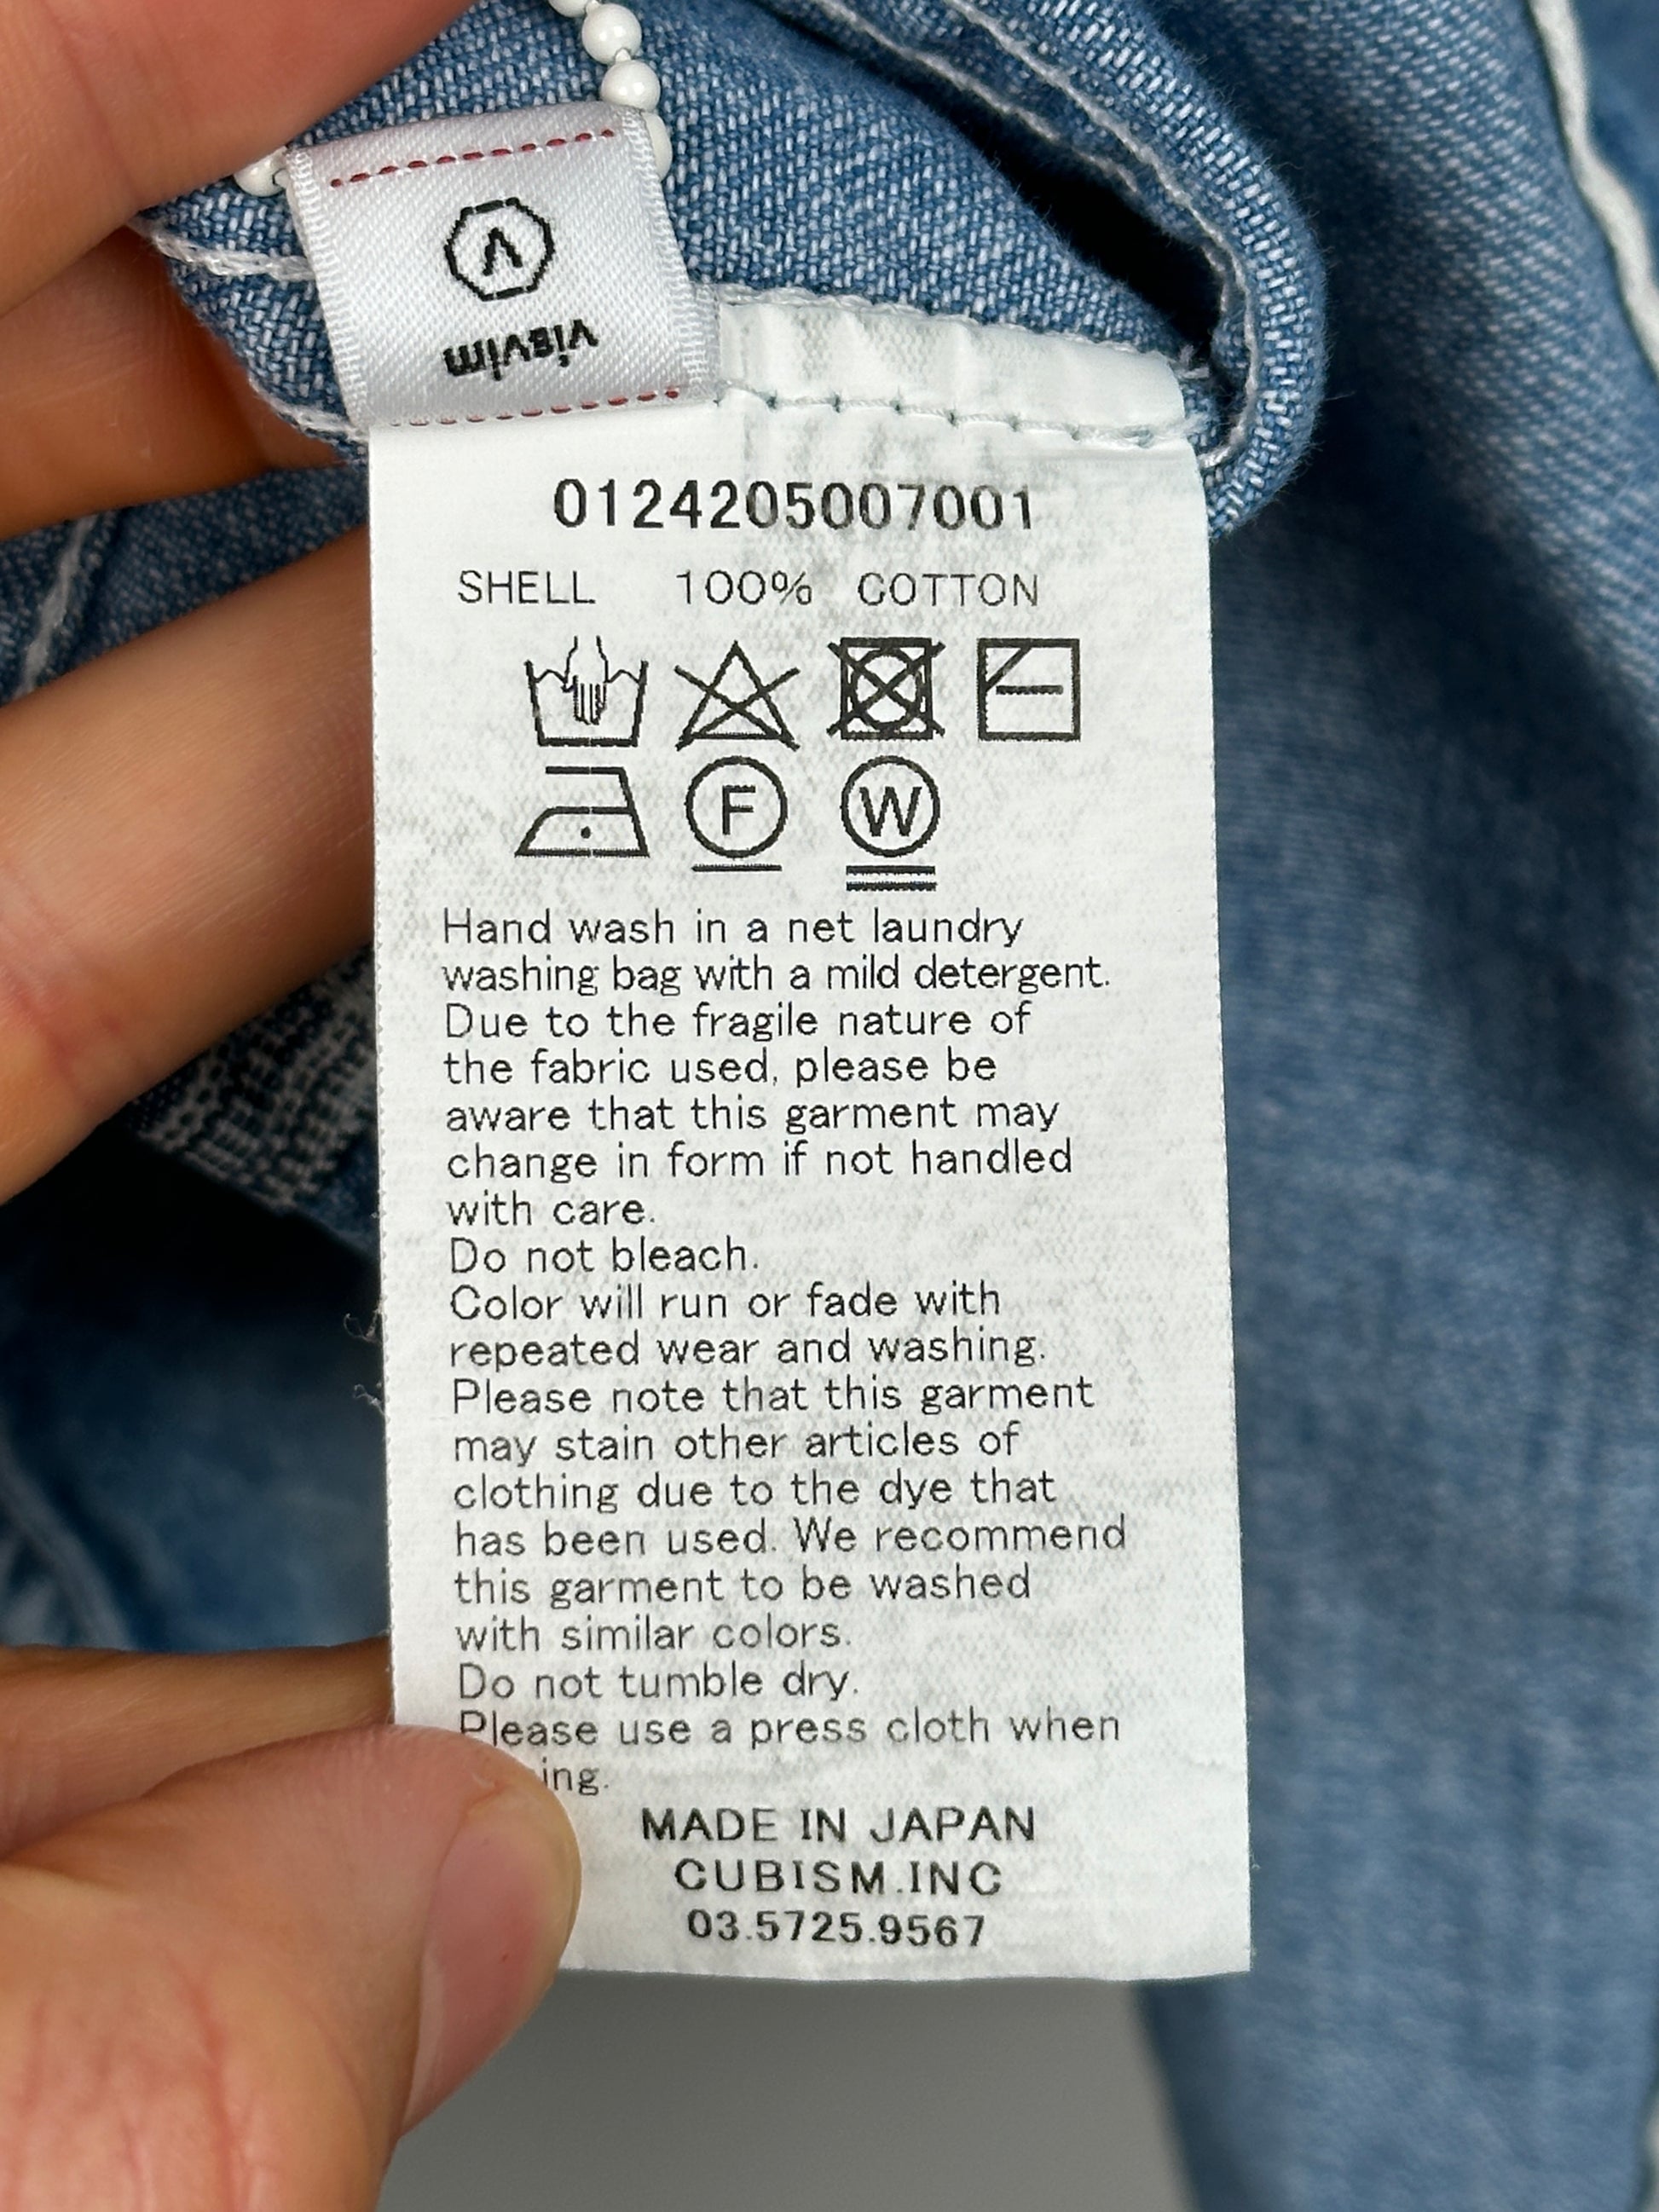 visvim
0124205007001
SHELL 100% COTTON
F W
Hand wash in a net laundry
washing bag with a mild detergent.
Due to the fragile nature of
the fabric used, please be
aware that this garment may
change in form if not handled
with care.
Do not bleach.
Color will run or fade with
repeated wear and washing.
Please note that this garment
may stain other articles of
clothing due to the dye that
has been used. We recommend
this garment to be washed
with similar colors.
Do not tumble dry.
Please use a press cloth when
MADE IN JAPAN
CUBISM.INC
03.5725.9567